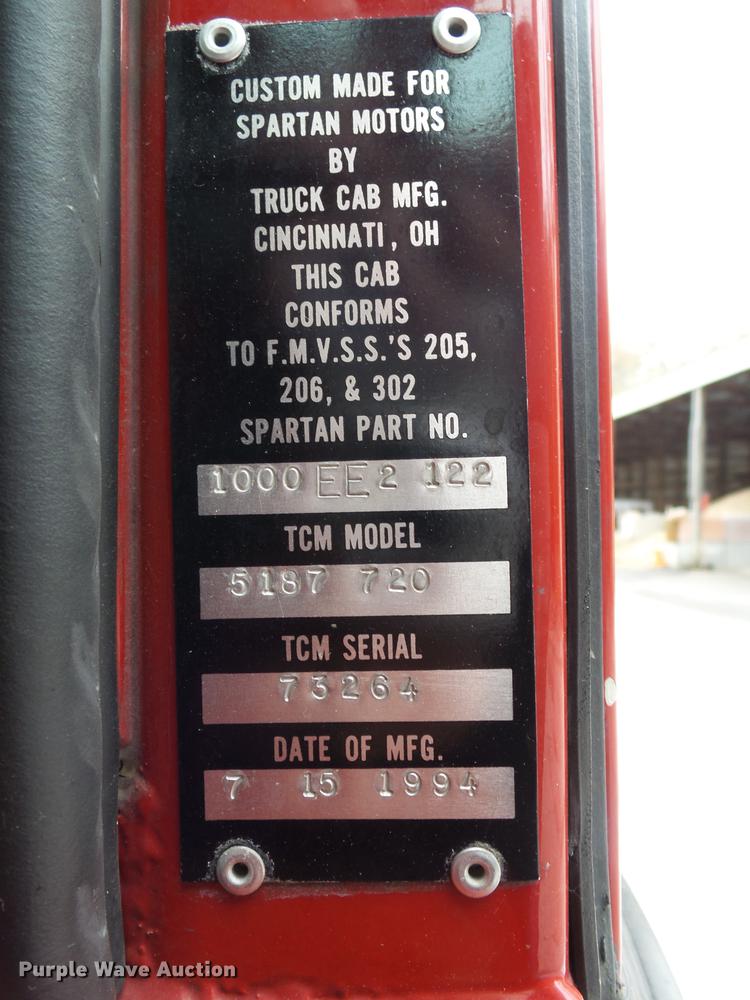 CUSTOM MADE FOR
SPARTAN MOTORS
BY
TRUCK CAB MFG.
CINCINNATI, OH
THIS CAB
CONFORMS
TO F.M.V.S.S.'S 205,
206, & 302
SPARTAN PART NO.
1000 EE2 122
TCM MODEL
5187 720
TCM SERIAL
73264
DATE OF MFG.
7 15 1994
Purple Wave Auction